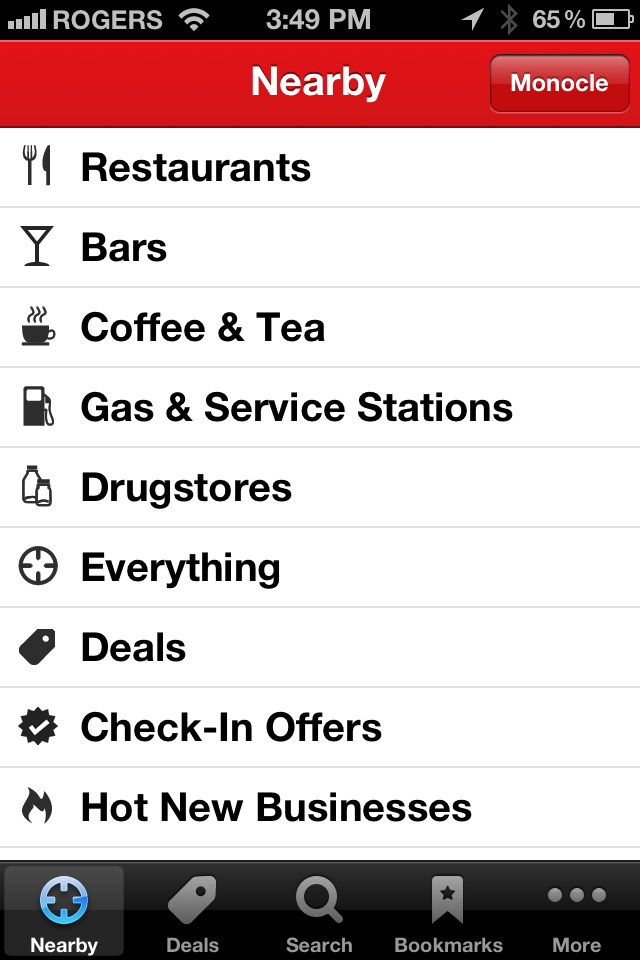 ROGERS 3:49 PM 65 %
Nearby Monocle
Restaurants
Bars
Coffee & Tea
Gas & Service Stations
Drugstores
Everything
Deals
Check-In Offers
Hot New Businesses
Nearby Deals Search Bookmarks More